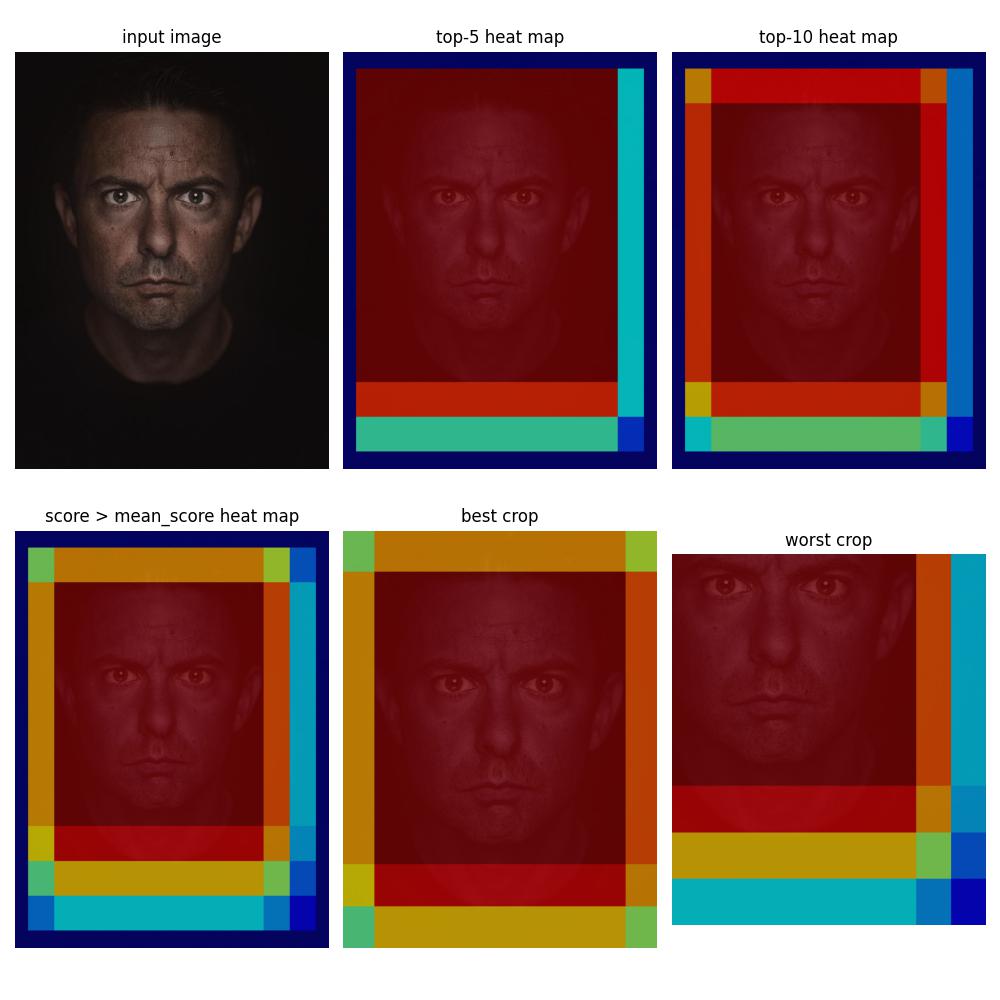 input image
top-5 heat map
top-10 heat map
score > mean_score heat map
best crop
worst crop